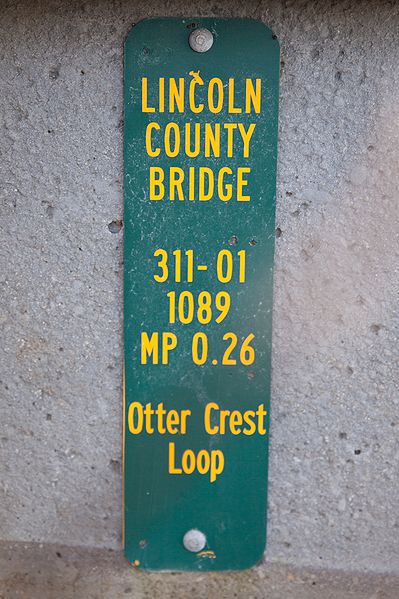 LINCOLN
COUNTY
BRIDGE
311-01
1089
MP 0.26
Otter Crest
Loop